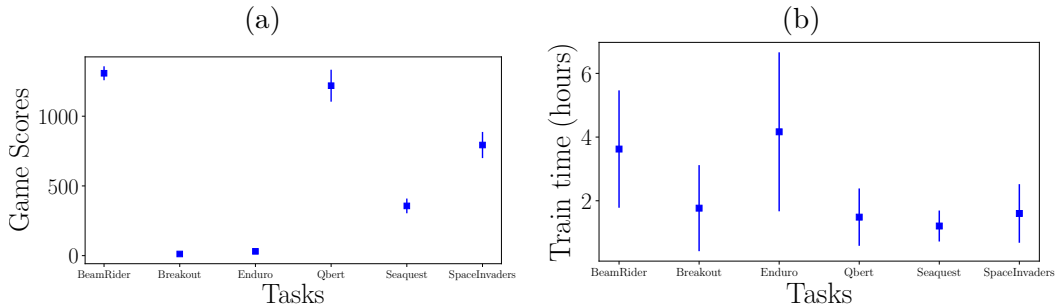 (a)
Game Scores
1000
500
0
BeamRider Breakout Enduro Qbert Seaquest SpaceInvaders
Tasks
(b)
Train time (hours)
6
4
2
BeamRider Breakout Enduro Qbert Seaquest SpaceInvaders
Tasks